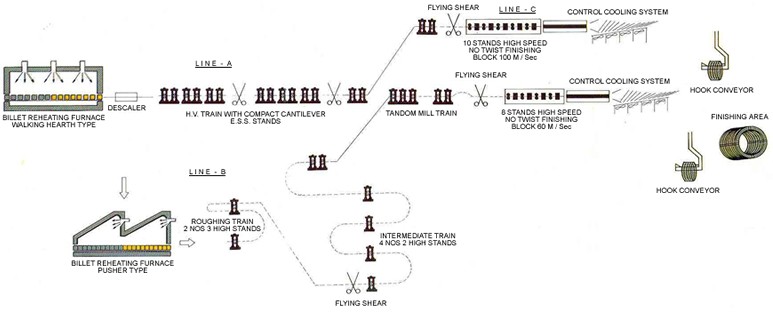 FLYING SHEAR
LINE - C
CONTROL COOLING SYSTEM
10 STANDS HIGH SPEED
NO TWIST FINISHING
BLOCK 100 M / Sec
LINE - A
FLYING SHEAR
CONTROL COOLING SYSTEM
HOOK CONVEYOR
DESCALER
BILLET REHEATING FURNACE
WALKING HEARTH TYPE
H.V. TRAIN WITH COMPACT CANTILEVER
E.S.S. STANDS
TANDOM MILL TRAIN
8 STANDS HIGH SPEED
NO TWIST FINISHING
BLOCK 60 M / Sec
FINISHING AREA
HOOK CONVEYOR
LINE - B
ROUGHING TRAIN
2 NOS 3 HIGH STANDS
INTERMEDIATE TRAIN
4 NOS 2 HIGH STANDS
BILLET REHEATING FURNACE
PUSHER TYPE
FLYING SHEAR